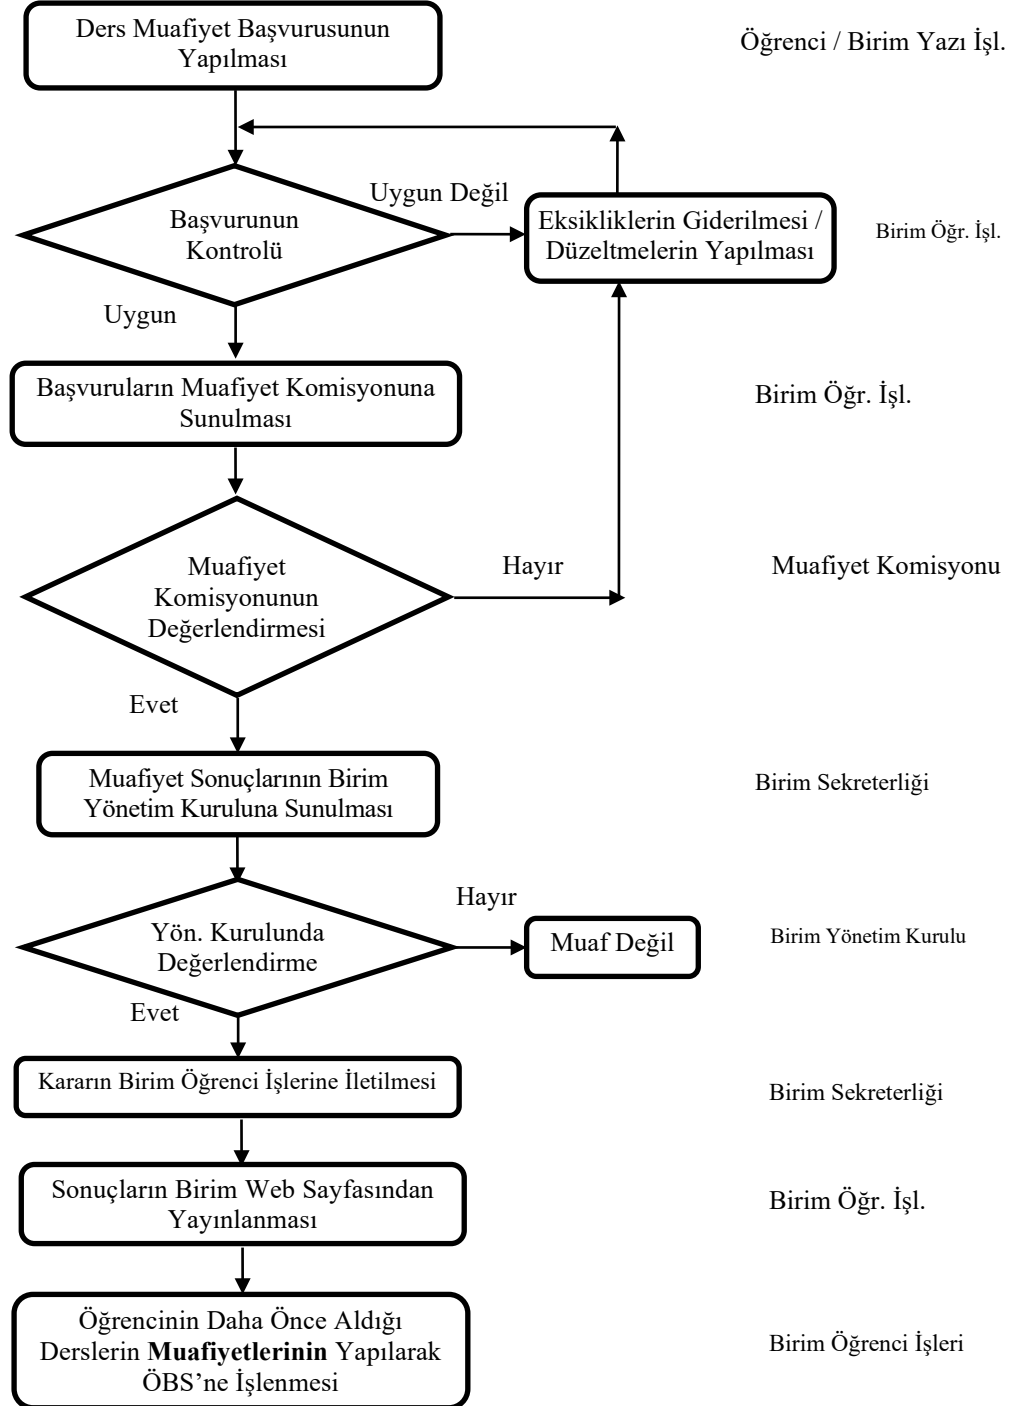 Ders Muafiyet Başvurusunun
Yapılması
Öğrenci / Birim Yazı İşl.
Uygun Değil
Başvurunun
Kontrolü
Eksikliklerin Giderilmesi /
Düzeltmelerin Yapılması
Birim Öğr. İşl.
Uygun
Başvuruların Muafiyet Komisyonuna
Sunulması
Birim Öğr. İşl.
Muafiyet
Komisyonunun
Değerlendirmesi
Hayır
Muafiyet Komisyonu
Evet
Muafiyet Sonuçlarının Birim
Yönetim Kuruluna Sunulması
Birim Sekreterliği
Hayır
Yön. Kurulunda
Değerlendirme
Muaf Değil
Birim Yönetim Kurulu
Evet
Kararın Birim Öğrenci İşlerine İletilmesi
Birim Sekreterliği
Sonuçların Birim Web Sayfasından
Yayınlanması
Birim Öğr. İşl.
Öğrencinin Daha Önce Aldığı
Derslerin Muafiyetlerinin Yapılarak
ÖBS’ne İşlenmesi
Birim Öğrenci İşleri